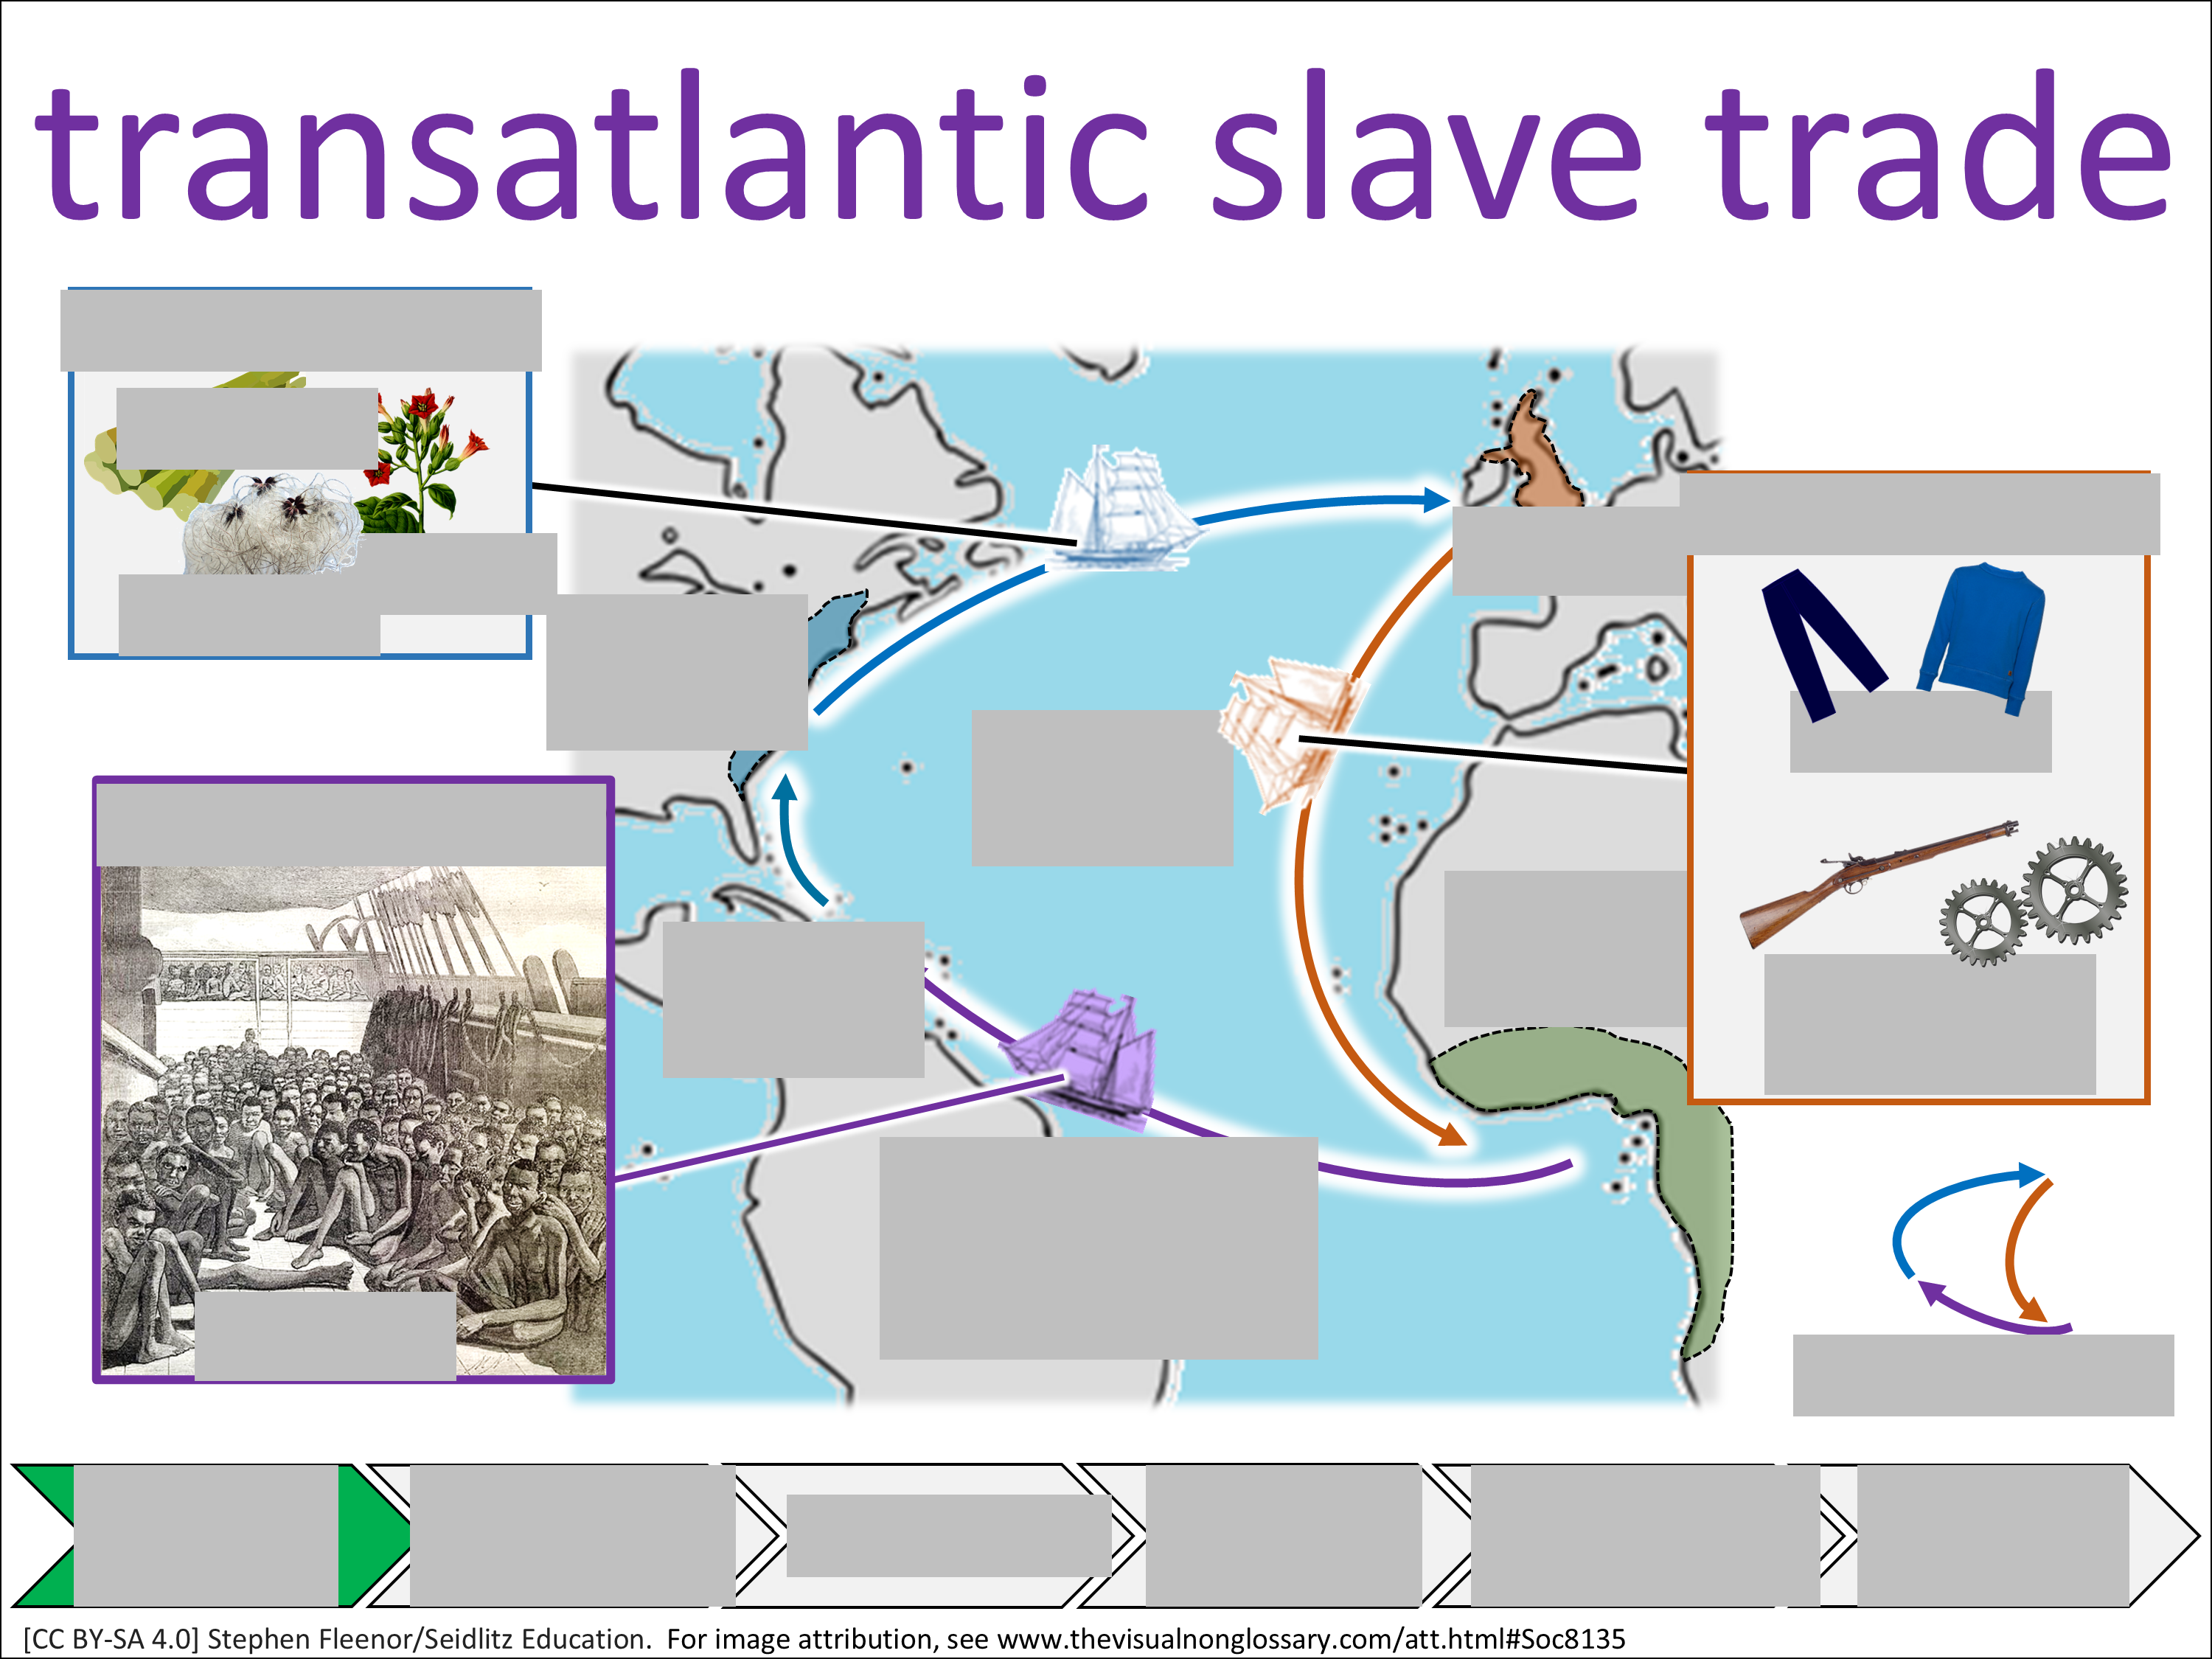 transatlantic slave trade
[CC BY-SA 4.0] Stephen Fleenor/Seidlitz Education.  For image attribution, see www.thevisualnonglossary.com/att.html#Soc8135